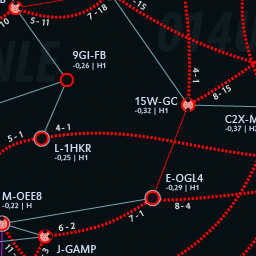 5 - 11
7 - 18
9GI-FB
-0,26 | H1
4 - 1
8 - 15
15W-GC
-0,32 | H1
C2X-M
-0,37 | H2
5 - 1
4 - 1
L-1HKR
-0,25 | H1
E-OGL4
-0,29 | H1
M-OEE8
-0,22 | H1
7 - 1
8 - 4
6 - 2
J-GAMP